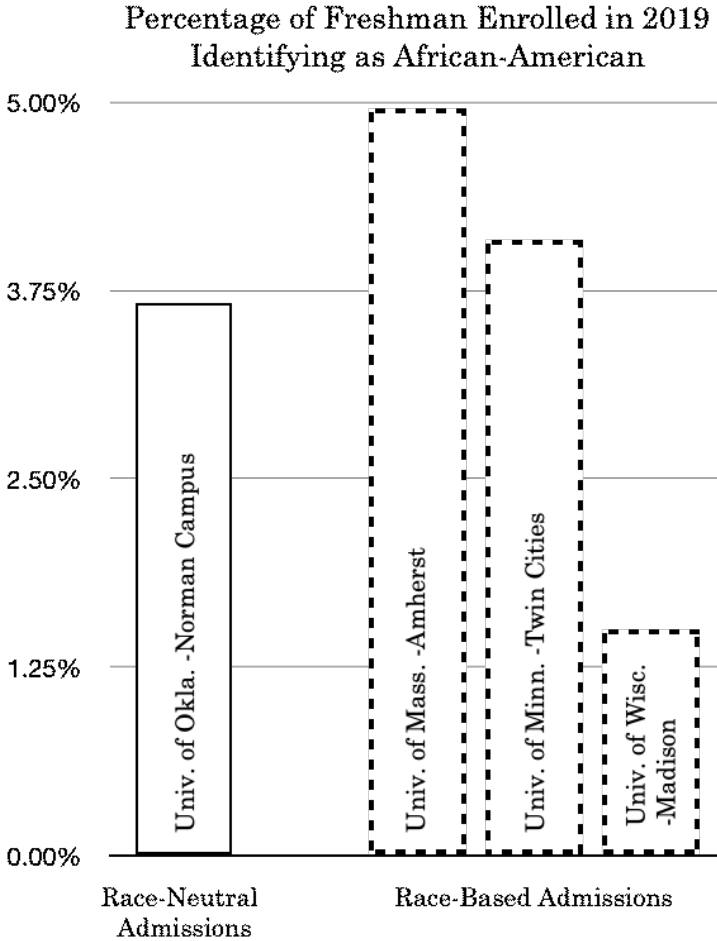 Percentage of Freshman Enrolled in 2019
Identifying as African-American
5.00%
3.75%
2.50%
1.25%
0.00%
Univ. of Okla. -Norman Campus
Univ. of Mass. -Amherst
Univ. of Minn. -Twin Cities
Univ. of Wisc.
-Madison
Race-Neutral
Admissions
Race-Based Admissions